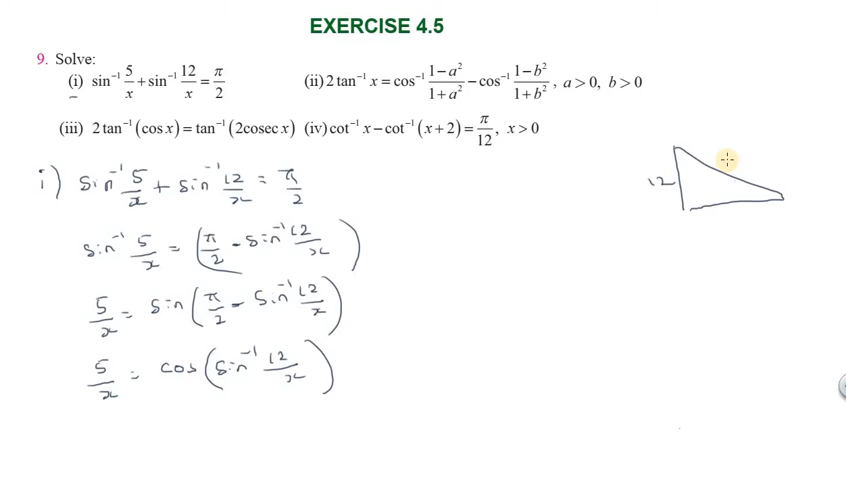 EXERCISE 4.5
9. Solve:
(i) sin⁻¹ 5/x + sin⁻¹ 12/x = π/2 (ii) 2 tan⁻¹ x = cos⁻¹ (1−a²)/(1+a²) − cos⁻¹ (1−b²)/(1+b²), a > 0, b > 0
(iii) 2 tan⁻¹ (cos x) = tan⁻¹ (2cosec x) (iv) cot⁻¹ x − cot⁻¹ (x+2) = π/12, x > 0
i) sin⁻¹ 5/x + sin⁻¹ 12/x = π/2
12
sin⁻¹ 5/x = (π/2 − sin⁻¹ 12/x)
5/x = sin (π/2 − sin⁻¹ 12/x)
5/x = cos (sin⁻¹ 12/x)